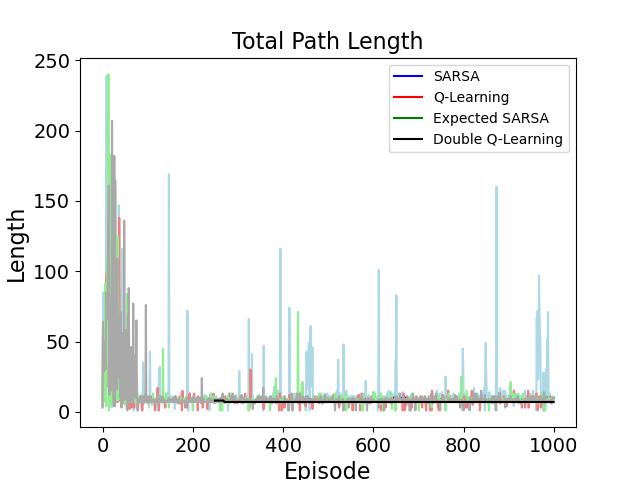 Total Path Length
250
200
150
100
50
0
Length
SARSA
Q-Learning
Expected SARSA
Double Q-Learning
0 200 400 600 800 1000
Episode